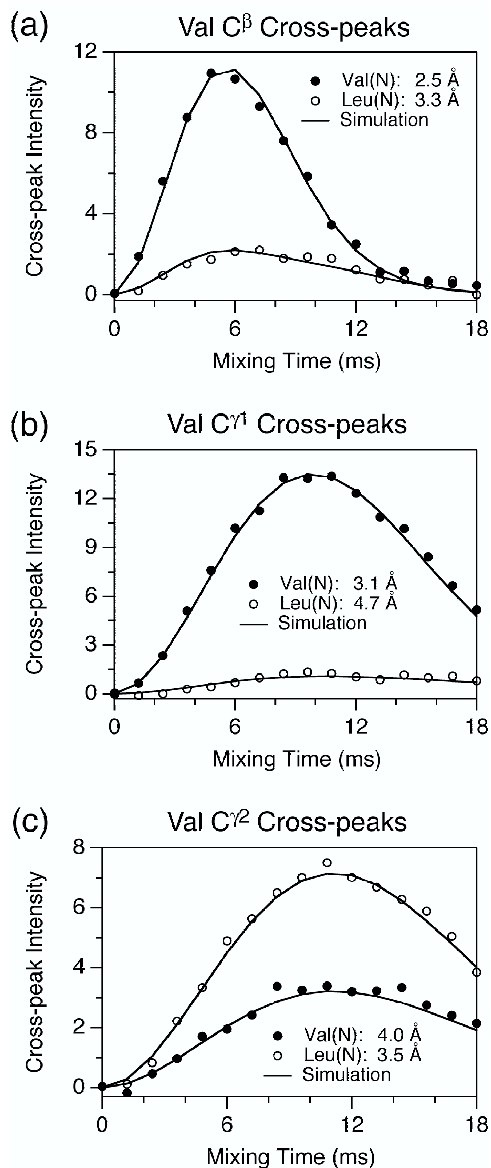 (a)
Val Cβ Cross-peaks
12
8
4
0
Cross-peak Intensity
● Val(N): 2.5 Å
○ Leu(N): 3.3 Å
— Simulation
0 6 12 18
Mixing Time (ms)
(b)
Val Cγ1 Cross-peaks
15
12
9
6
3
0
Cross-peak Intensity
● Val(N): 3.1 Å
○ Leu(N): 4.7 Å
— Simulation
0 6 12 18
Mixing Time (ms)
(c)
Val Cγ2 Cross-peaks
8
6
4
2
0
Cross-peak Intensity
● Val(N): 4.0 Å
○ Leu(N): 3.5 Å
— Simulation
0 6 12 18
Mixing Time (ms)